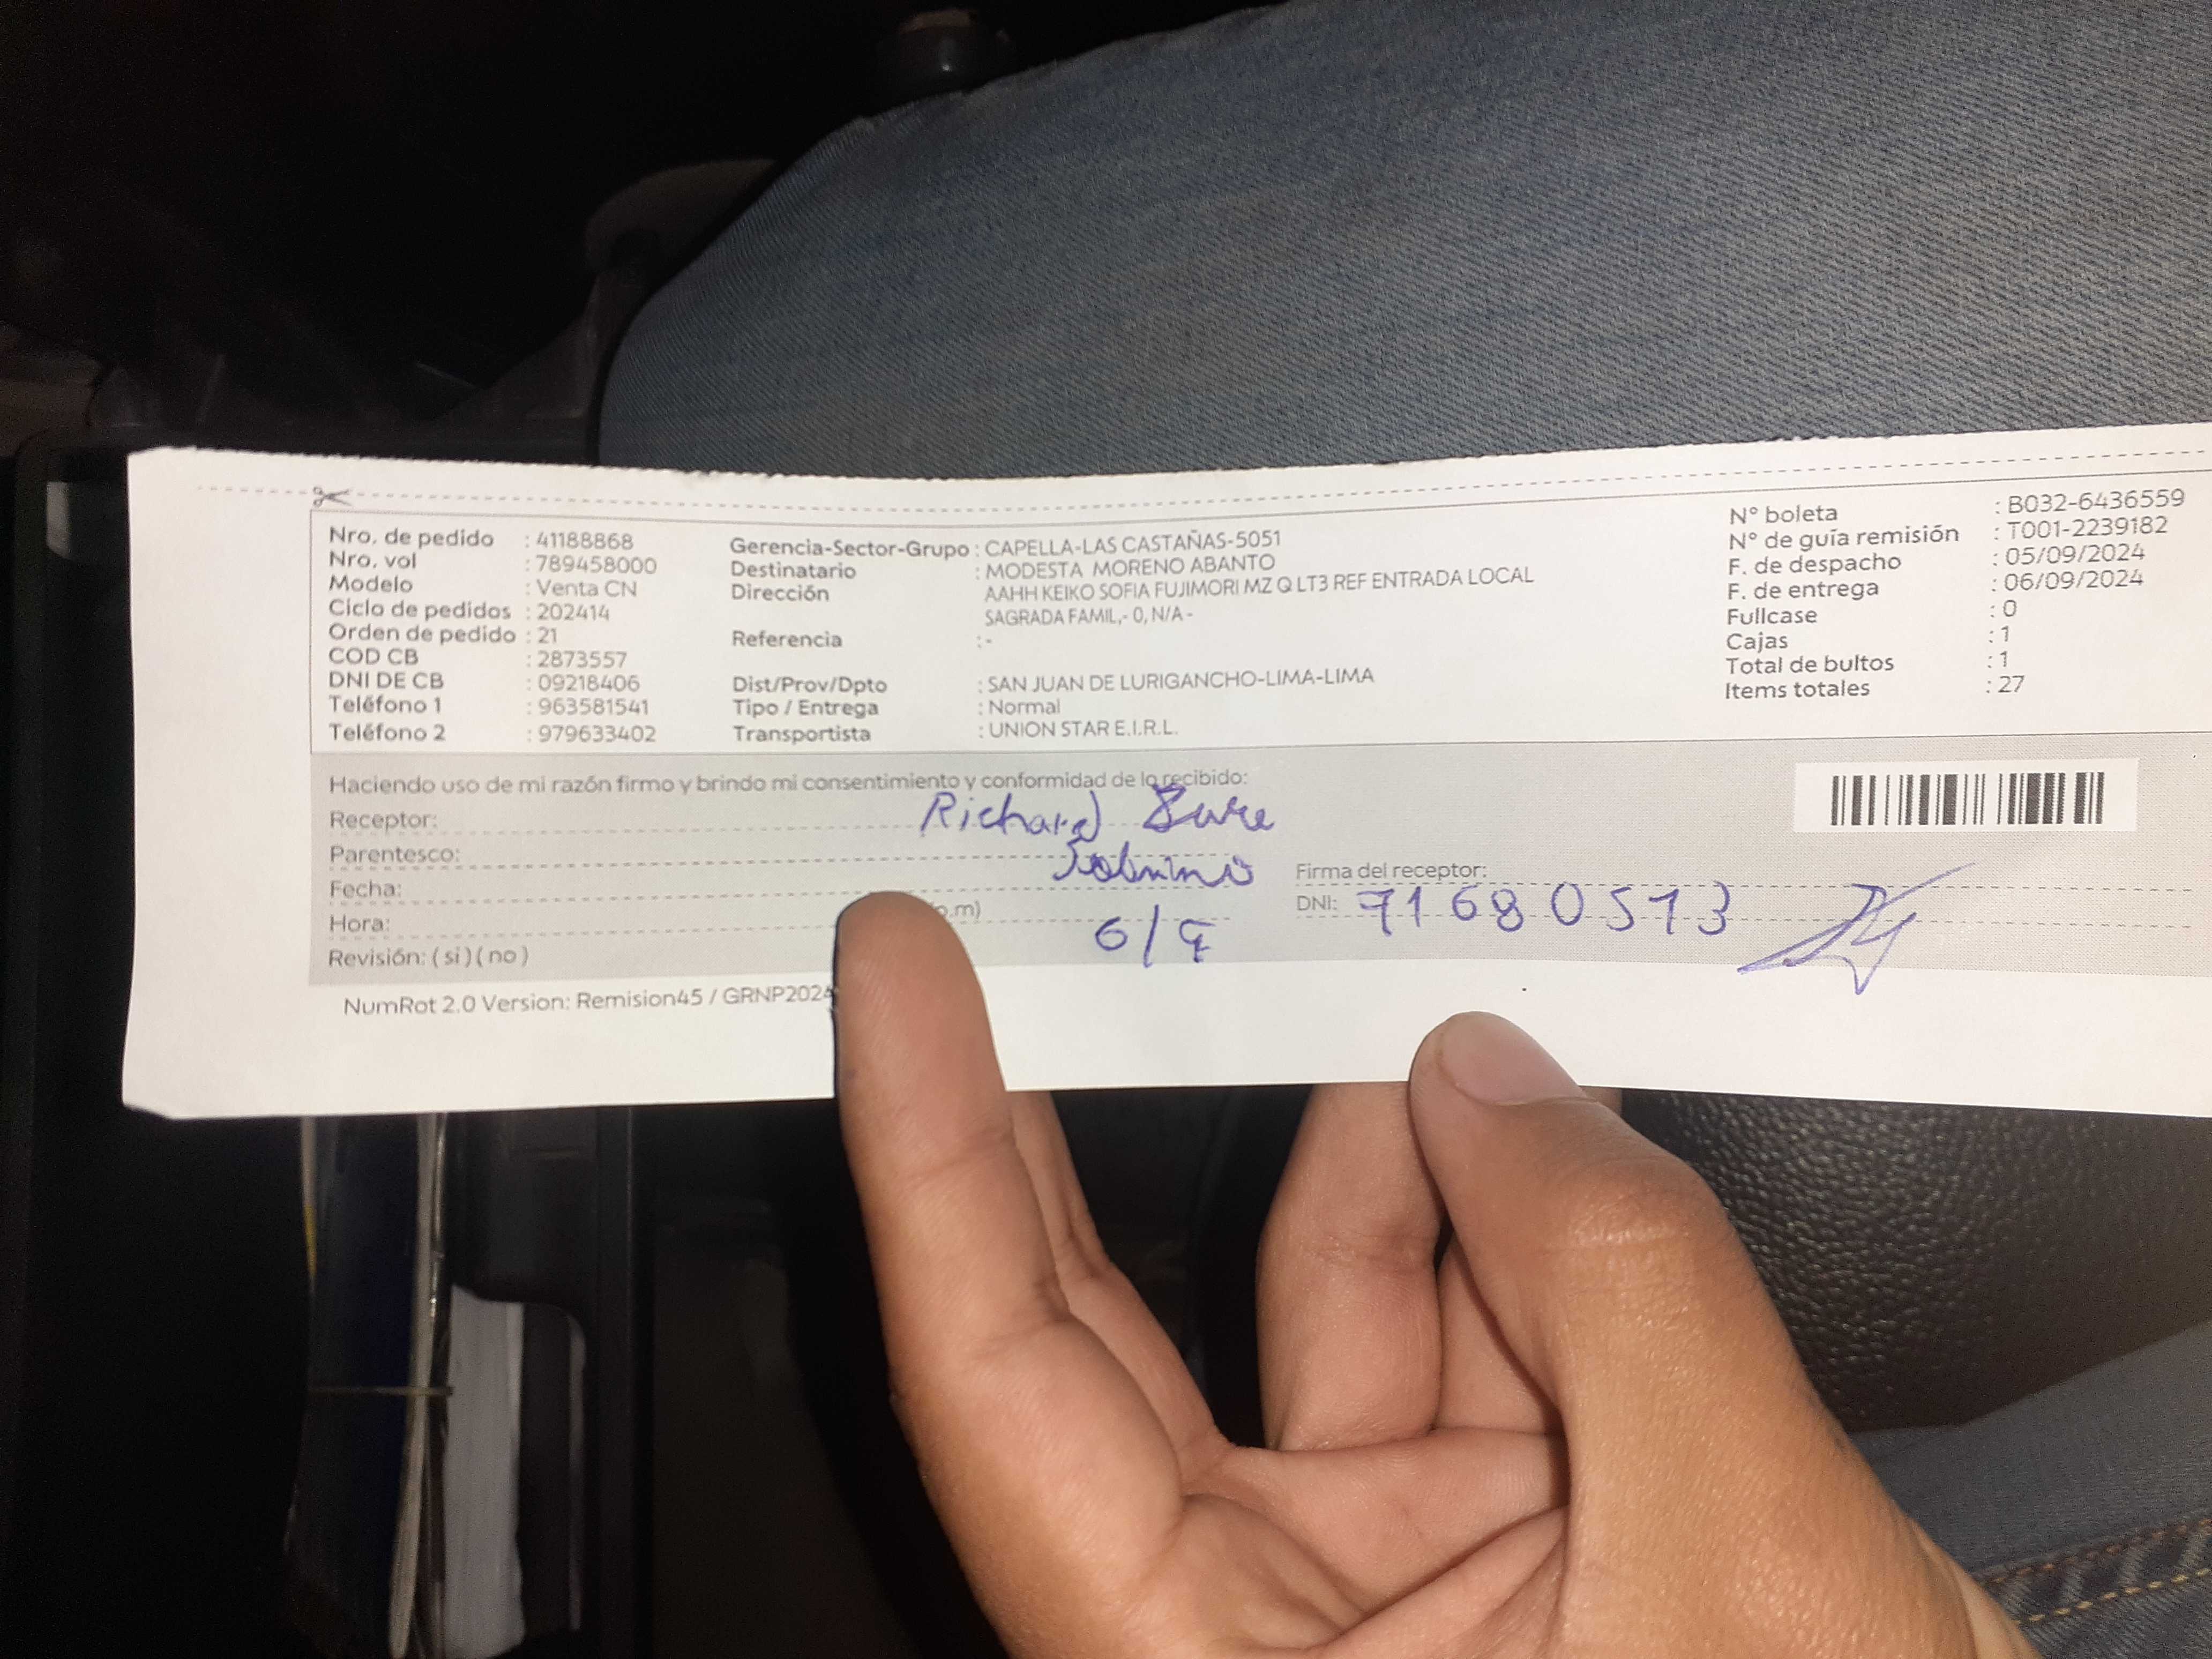 Nro. de pedido : 41188868
Nro. vol : 789458000
Modelo : Venta CN
Ciclo de pedidos : 202414
Orden de pedido : 21
COD CB : 2873557
DNI DE CB : 09218406
Teléfono 1 : 963581541
Teléfono 2 : 979633402
Gerencia-Sector-Grupo : CAPELLA-LAS CASTAÑAS-5051
Destinatario : MODESTA MORENO ABANTO
Dirección AAHH KEIKO SOFIA FUJIMORI MZ Q LT3 REF ENTRADA LOCAL
SAGRADA FAMIL,- 0, N/A -
Referencia : -
Dist/Prov/Dpto : SAN JUAN DE LURIGANCHO-LIMA-LIMA
Tipo / Entrega : Normal
Transportista : UNION STAR E.I.R.L.
N° boleta : B032-6436559
N° de guía remisión : T001-2239182
F. de despacho : 05/09/2024
F. de entrega : 06/09/2024
Fullcase : 0
Cajas : 1
Total de bultos : 1
Items totales : 27
Haciendo uso de mi razón firmo y brindo mi consentimiento y conformidad de lo recibido:
Receptor: Richard
Parentesco:
Fecha:
Hora: p.m) 6/9
Revisión: ( si ) ( no )
Firma del receptor:
DNI: 71680513
NumRot 2.0 Version: Remision45 / GRNP2024